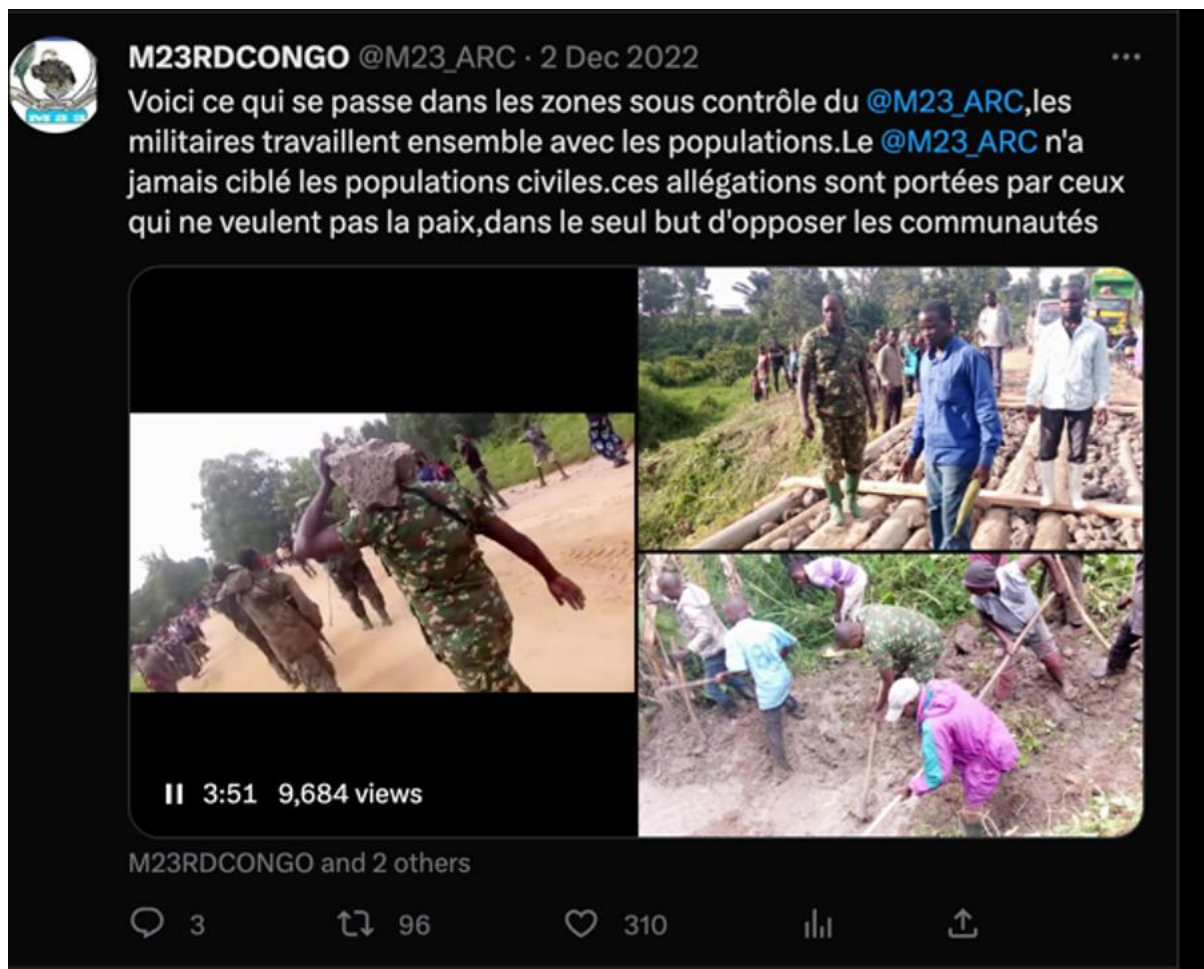 M23RDCONGO @M23_ARC · 2 Dec 2022
Voici ce qui se passe dans les zones sous contrôle du @M23_ARC,les
militaires travaillent ensemble avec les populations.Le @M23_ARC n'a
jamais ciblé les populations civiles.ces allégations sont portées par ceux
qui ne veulent pas la paix,dans le seul but d'opposer les communautés
M23
3:51 9,684 views
M23RDCONGO and 2 others
3 96 310